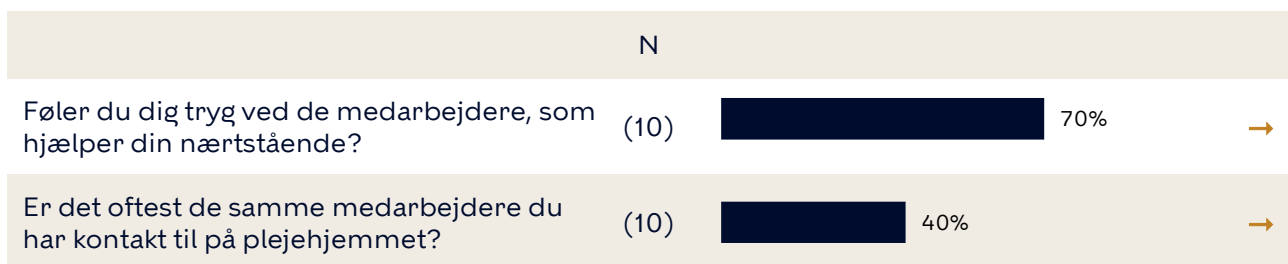 N
Føler du dig tryg ved de medarbejdere, som
hjælper din nærtstående?
(10)
70%
→
Er det oftest de samme medarbejdere du
har kontakt til på plejehjemmet?
(10)
40%
→